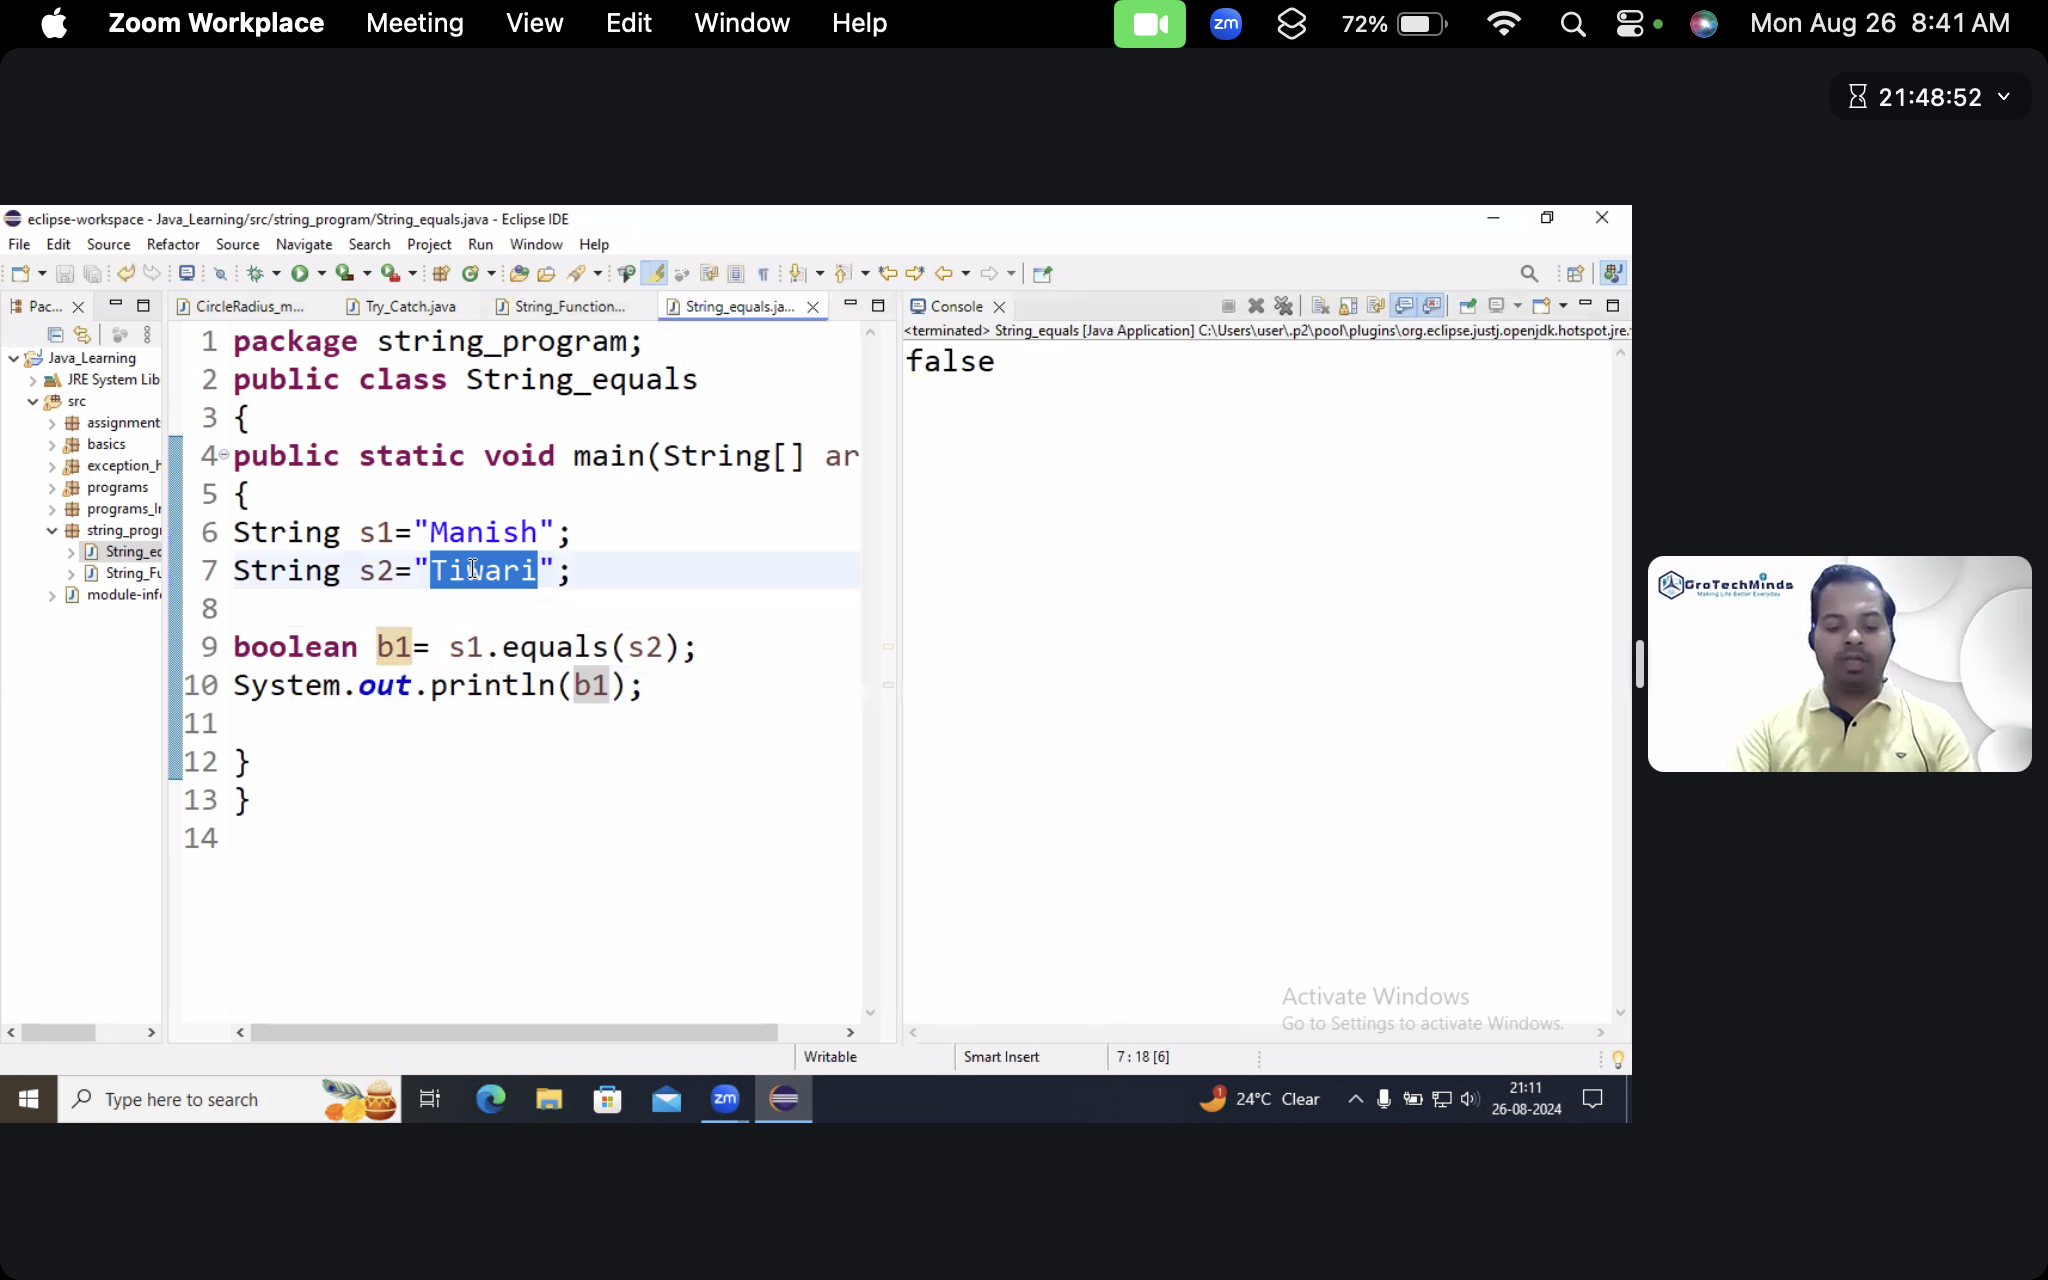 Zoom Workplace Meeting View Edit Window Help zm 72% Mon Aug 26 8:41 AM
21:48:52
eclipse-workspace - Java_Learning/src/string_program/String_equals.java - Eclipse IDE
File Edit Source Refactor Source Navigate Search Project Run Window Help
Pac... CircleRadius_m... Try_Catch.java String_Function... String_equals.ja... Console
<terminated> String_equals [Java Application] C:\Users\user\.p2\pool\plugins\org.eclipse.justj.openjdk.hotspot.jre.
Java_Learning
JRE System Lib
src
assignment
basics
exception_h
programs
programs_I
string_progr
String_eq
String_Fu
module-info
1 package string_program;
2 public class String_equals
3 {
4 public static void main(String[] ar
5 {
6 String s1="Manish";
7 String s2="Tiwari";
8
9 boolean b1= s1.equals(s2);
10 System.out.println(b1);
11
12 }
13 }
14
false
GroTechMinds
Making Life Better Everyday
Activate Windows
Go to Settings to activate Windows.
Writable Smart Insert 7 : 18 [6]
Type here to search zm 1 24°C Clear 21:11
26-08-2024